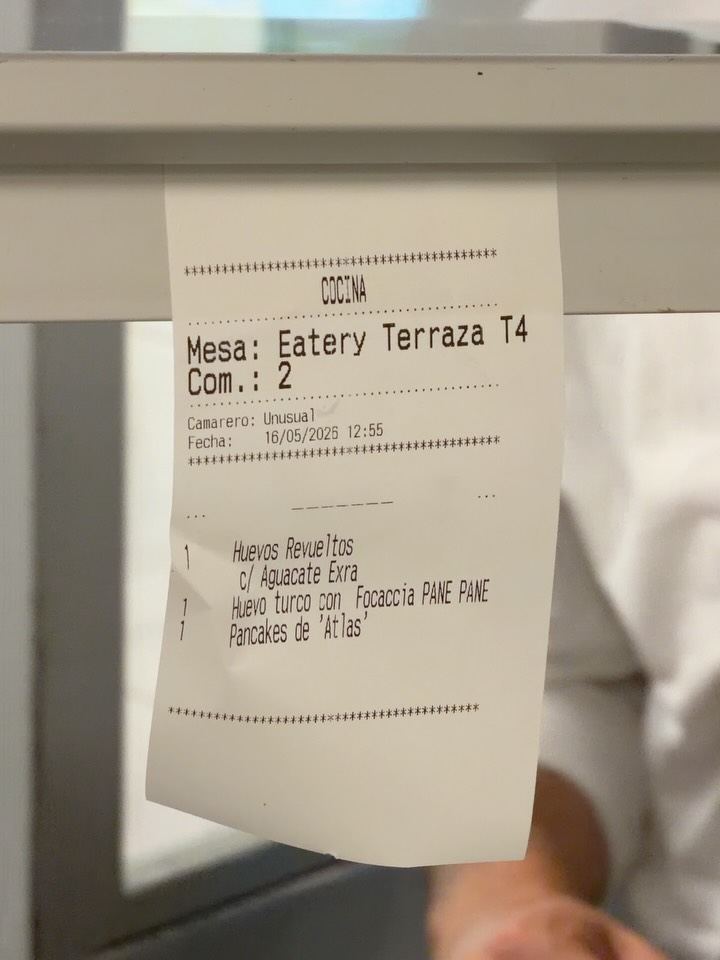 ****************************************
COCINA
Mesa: Eatery Terraza T4
Com.: 2
Camarero: Unusual
Fecha: 16/05/2026 12:55
****************************************
... _______ ...
1 Huevos Revueltos
c/ Aguacate Exra
1 Huevo turco con Focaccia PANE PANE
1 Pancakes de 'Atlas'
****************************************